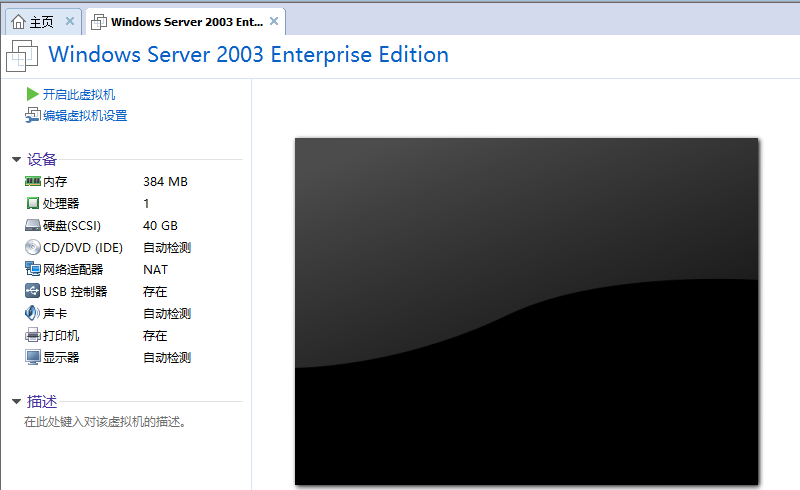 主页 Windows Server 2003 Ent...
Windows Server 2003 Enterprise Edition
开启此虚拟机
编辑虚拟机设置
设备
内存 384 MB
处理器 1
硬盘(SCSI) 40 GB
CD/DVD (IDE) 自动检测
网络适配器 NAT
USB 控制器 存在
声卡 自动检测
打印机 存在
显示器 自动检测
描述
在此处键入对该虚拟机的描述。